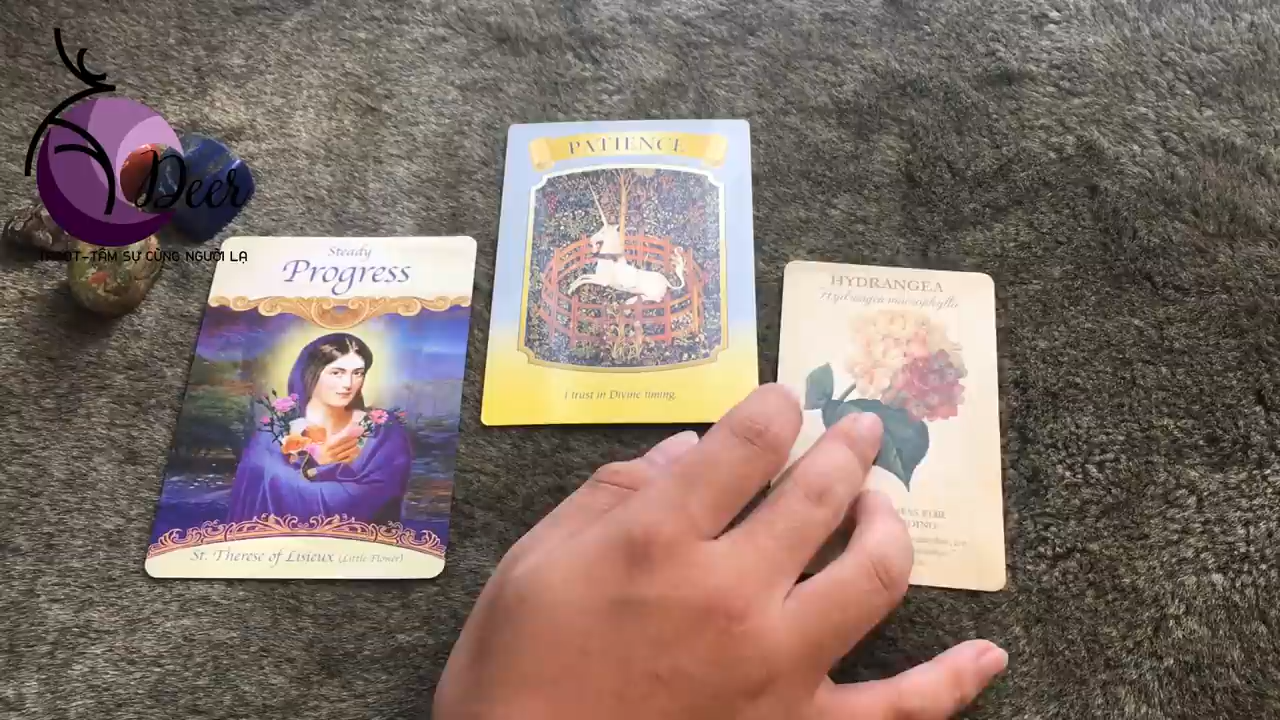 Deer
TAROT-TÂM SỰ CÙNG NGƯỜI LẠ
Steady
Progress
St. Therese of Lisieux (Little Flower)
PATIENCE
I trust in Divine timing.
HYDRANGEA
Hydrangea macrophylla